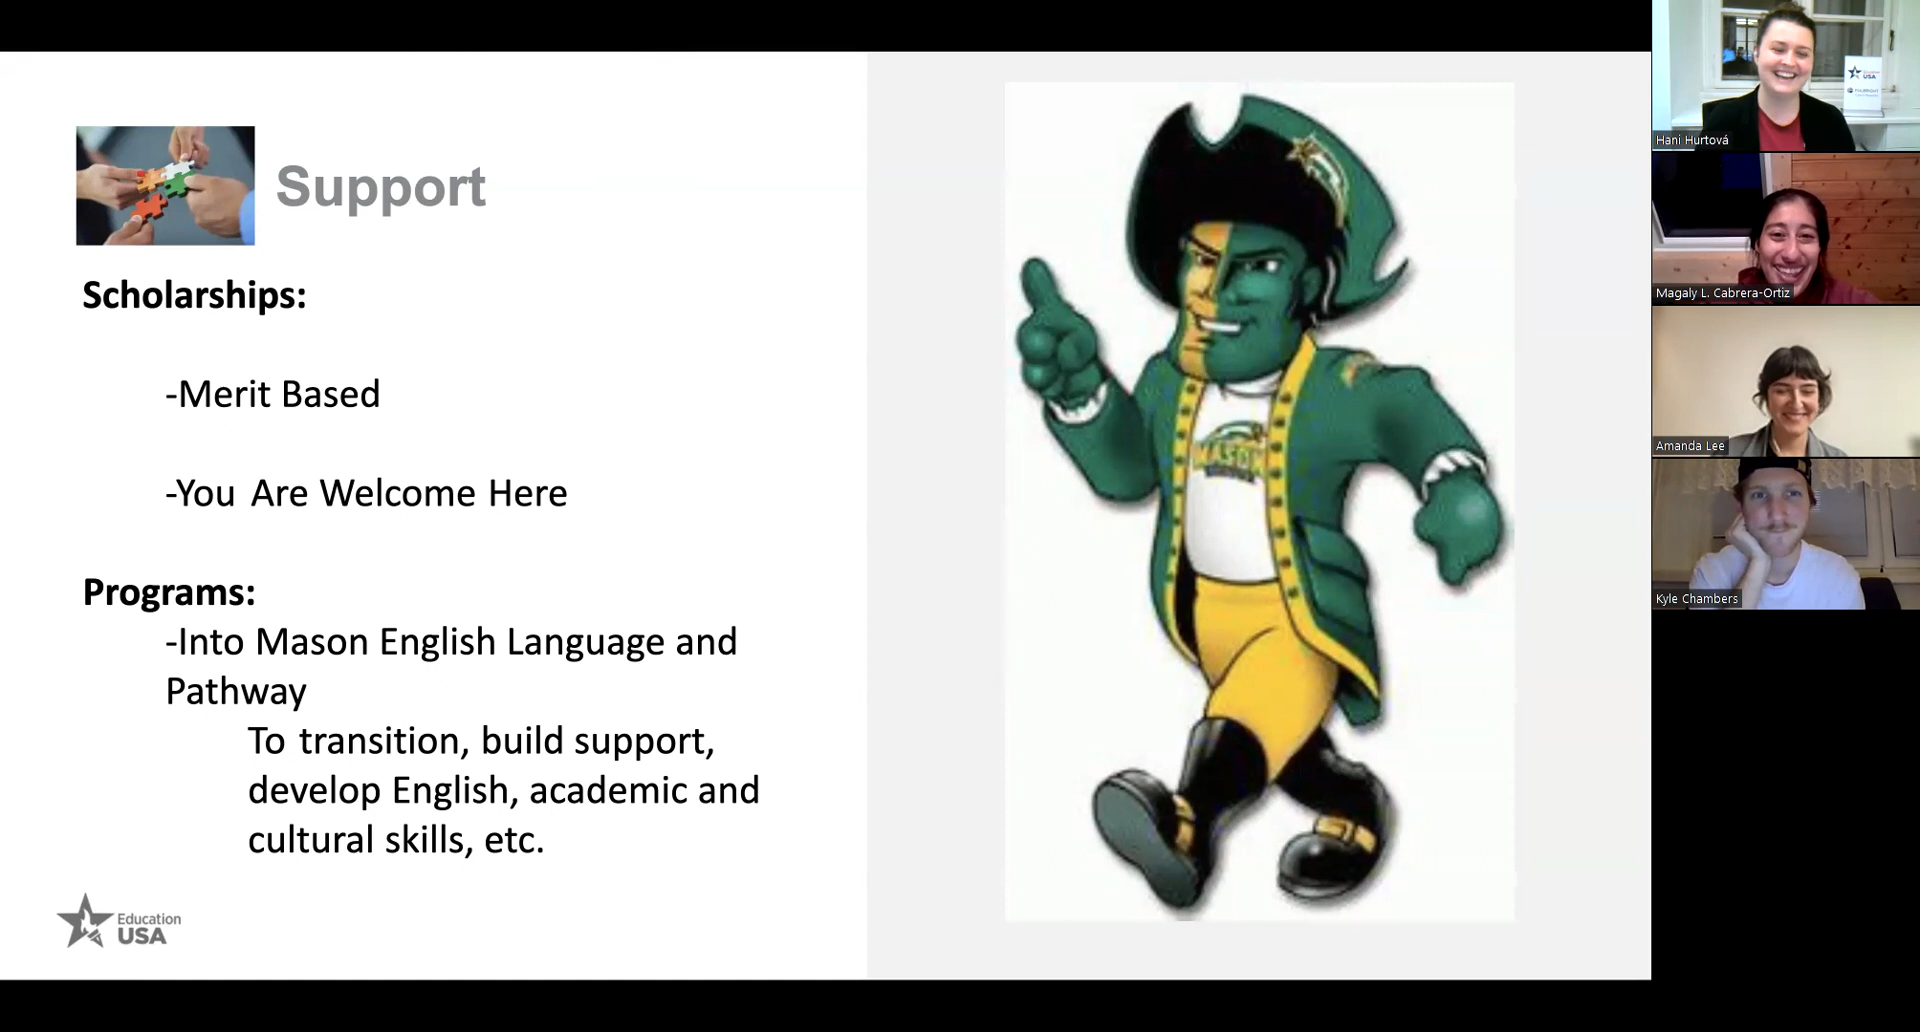 Support
Scholarships:
-Merit Based
-You Are Welcome Here
Programs:
-Into Mason English Language and
Pathway
To transition, build support,
develop English, academic and
cultural skills, etc.
Education
USA
MASON
Hani Hurtová
USA
FULBRIGHT
Magaly L. Cabrera-Ortiz
Amanda Lee
Kyle Chambers